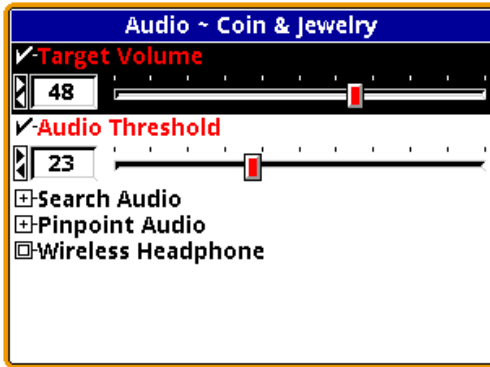 Audio ~ Coin & Jewelry
Target Volume
48
Audio Threshold
23
Search Audio
Pinpoint Audio
Wireless Headphone